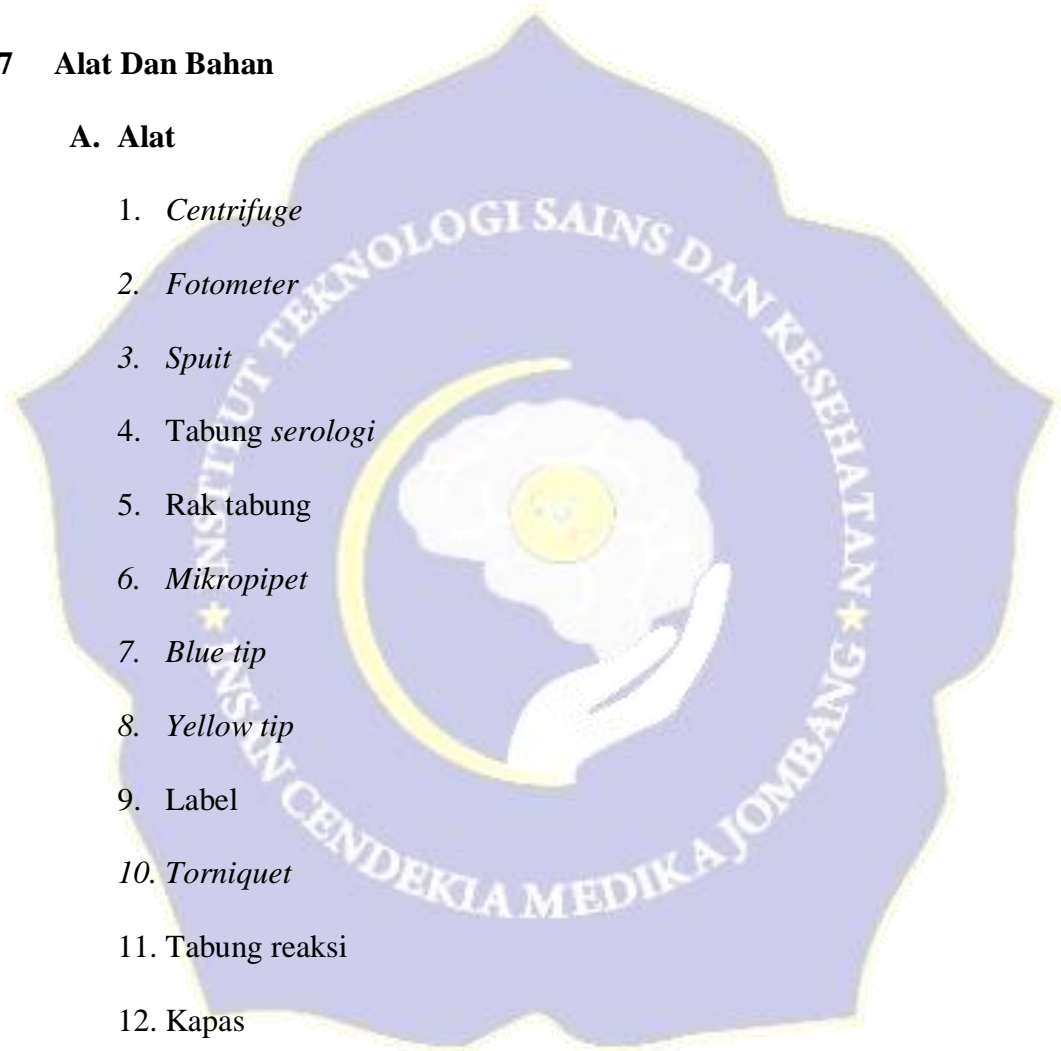 7 Alat Dan Bahan
A. Alat
1. Centrifuge
2. Fotometer
3. Spuit
4. Tabung serologi
5. Rak tabung
6. Mikropipet
7. Blue tip
8. Yellow tip
9. Label
10. Torniquet
11. Tabung reaksi
12. Kapas
INSTITUT TEKNOLOGI SAINS DAN KESEHATAN
INSAN CENDEKIA MEDIKA JOMBANG